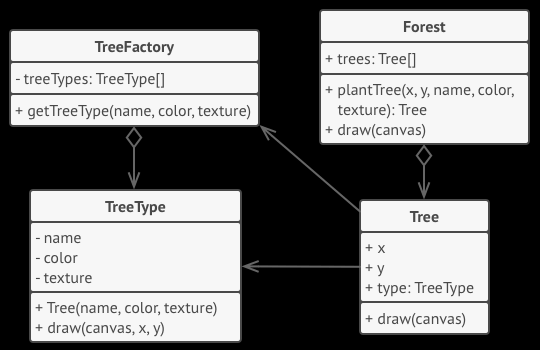 TreeFactory
- treeTypes: TreeType[]
+ getTreeType(name, color, texture)
Forest
+ trees: Tree[]
+ plantTree(x, y, name, color,
texture): Tree
+ draw(canvas)
TreeType
- name
- color
- texture
+ Tree(name, color, texture)
+ draw(canvas, x, y)
Tree
+ x
+ y
+ type: TreeType
+ draw(canvas)